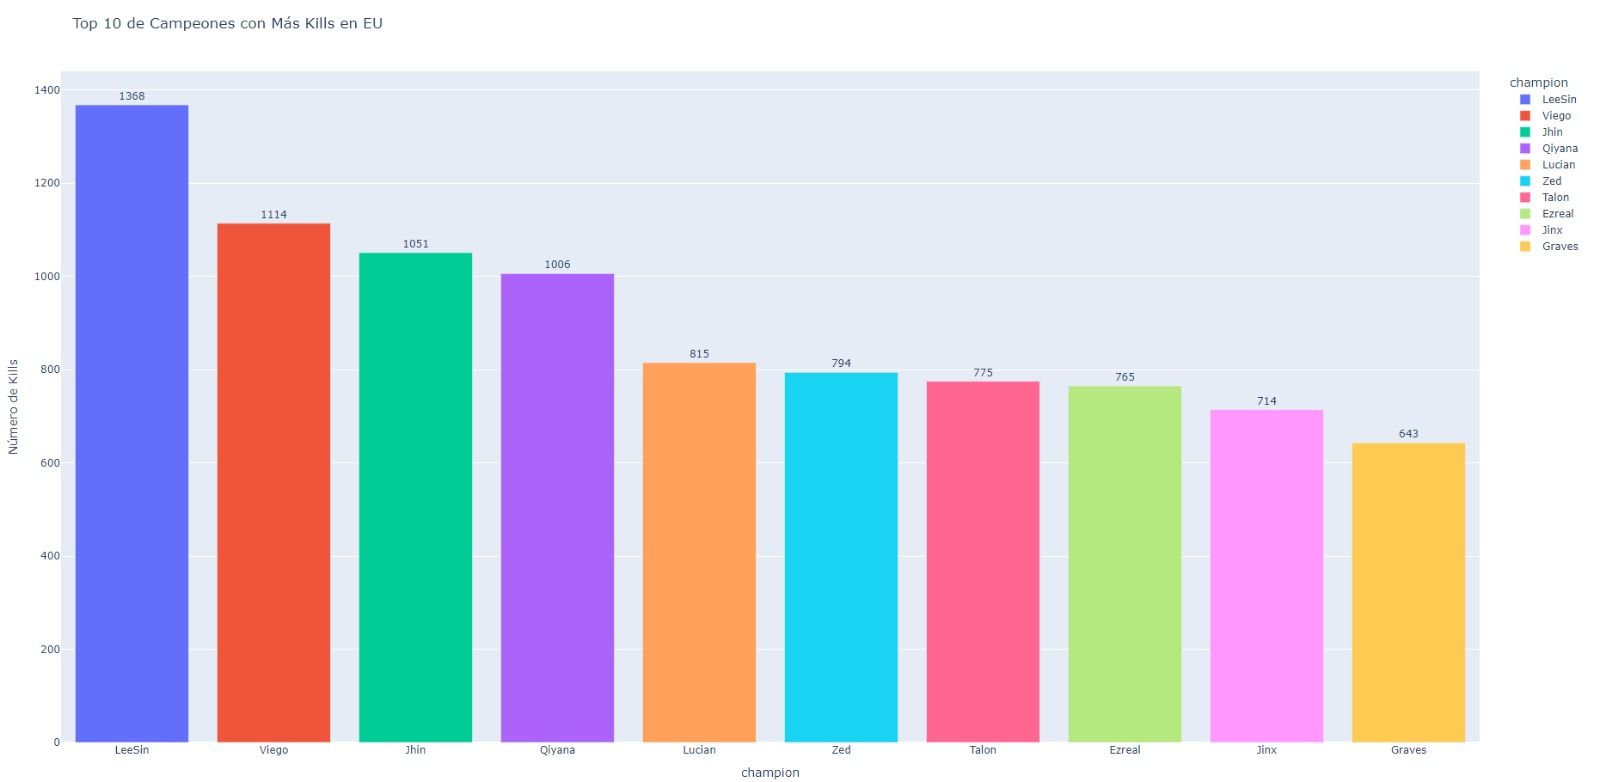 Top 10 de Campeones con Más Kills en EU
Número de Kills
1400
1200
1000
800
600
400
200
0
1368
1114
1051
1006
815
794
775
765
714
643
LeeSin
Viego
Jhin
Qiyana
Lucian
Zed
Talon
Ezreal
Jinx
Graves
champion
champion
LeeSin
Viego
Jhin
Qiyana
Lucian
Zed
Talon
Ezreal
Jinx
Graves